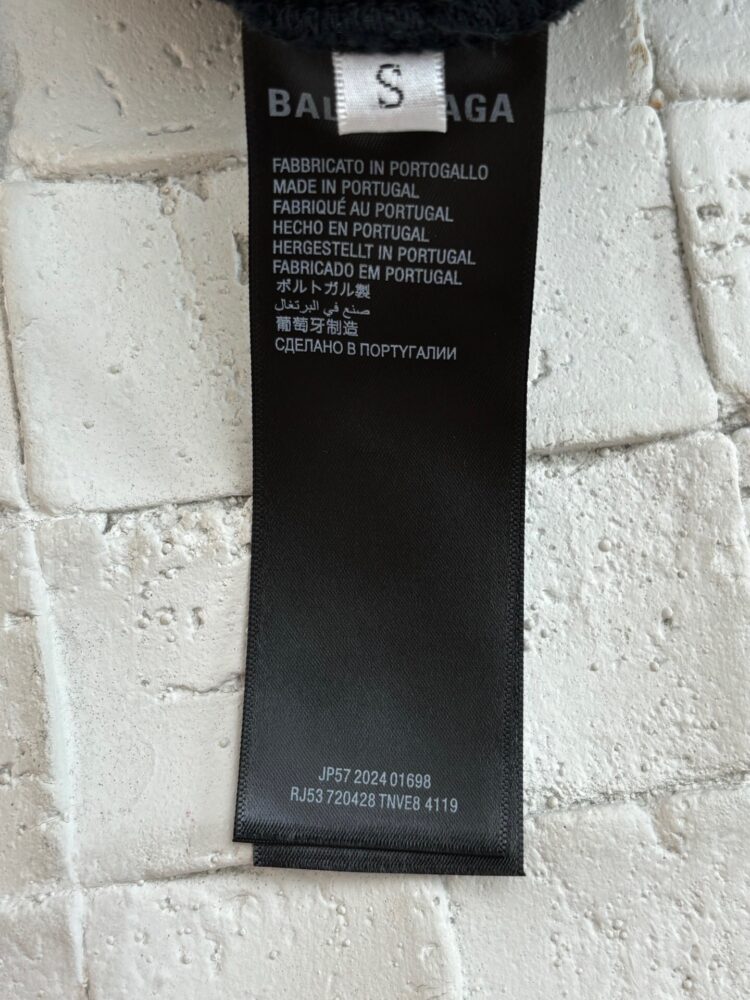 S
BAL AGA
FABBRICATO IN PORTOGALLO
MADE IN PORTUGAL
FABRIQUÉ AU PORTUGAL
HECHO EN PORTUGAL
HERGESTELLT IN PORTUGAL
FABRICADO EM PORTUGAL
ポルトガル製
صنع في البرتغال
葡萄牙制造
СДЕЛАНО В ПОРТУГАЛИИ
JP57 2024 01698
RJ53 720428 TNVE8 4119